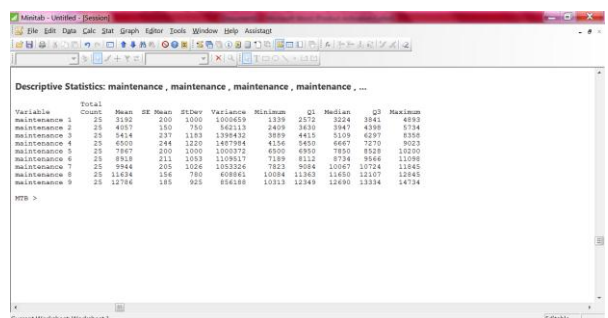 Minitab - Untitled - [Session]
File Edit Data Calc Stat Graph Editor Tools Window Help Assistant
Descriptive Statistics: maintenance , maintenance , maintenance , maintenance , ...
Total
Variable Count Mean SE Mean StDev Variance Minimum Q1 Median Q3 Maximum
maintenance 1 25 3192 200 1000 1000659 1339 2572 3224 3841 4893
maintenance 2 25 4057 150 750 562113 2409 3630 3947 4398 5734
maintenance 3 25 5414 237 1183 1398432 3889 4415 5109 6297 8358
maintenance 4 25 6500 244 1220 1487984 4156 5450 6667 7270 9023
maintenance 5 25 7867 200 1000 1000372 6500 6950 7850 8528 10200
maintenance 6 25 8918 211 1053 1109517 7189 8112 8734 9566 11098
maintenance 7 25 9944 205 1026 1053326 7823 9084 10067 10724 11845
maintenance 8 25 11634 156 780 608861 10084 11363 11650 12107 12845
maintenance 9 25 12786 185 925 856188 10313 12349 12690 13334 14734
MTB >